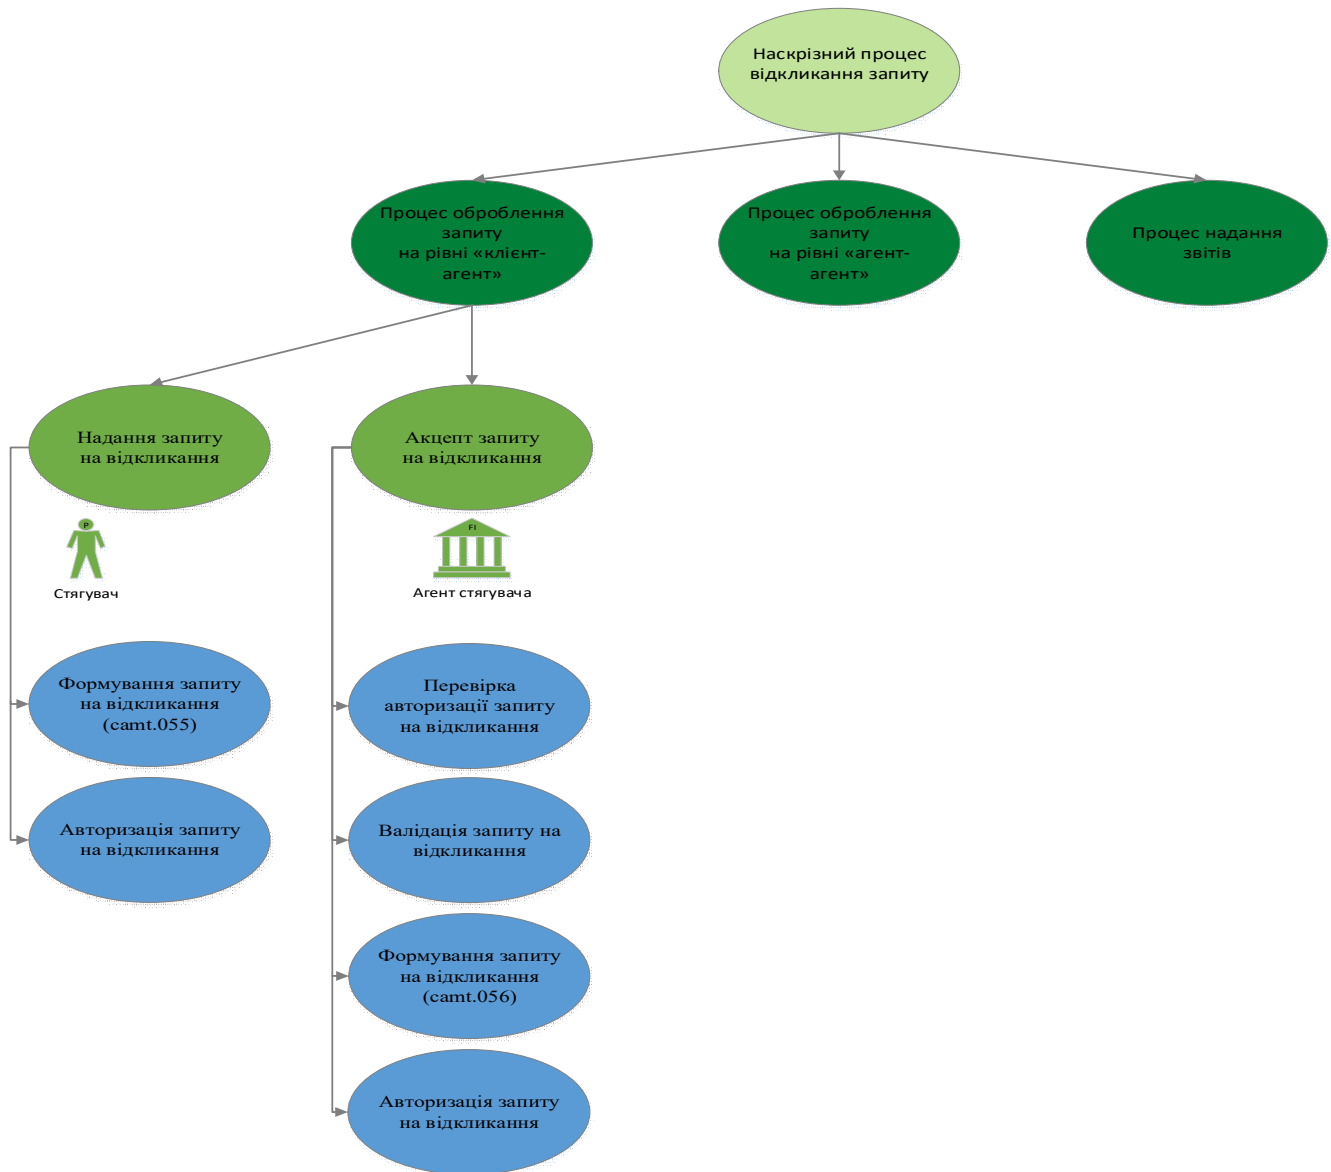 Наскрізний процес
відкликання запиту
Процес оброблення
запиту
на рівні «клієнт-
агент»
Процес оброблення
запиту
на рівні «агент-
агент»
Процес надання
звітів
Надання запиту
на відкликання
Акцепт запиту
на відкликання
P
Стягувач
FI
Агент стягувача
Формування запиту
на відкликання
(camt.055)
Авторизація запиту
на відкликання
Перевірка
авторизації запиту
на відкликання
Валідація запиту на
відкликання
Формування запиту
на відкликання
(camt.056)
Авторизація запиту
на відкликання